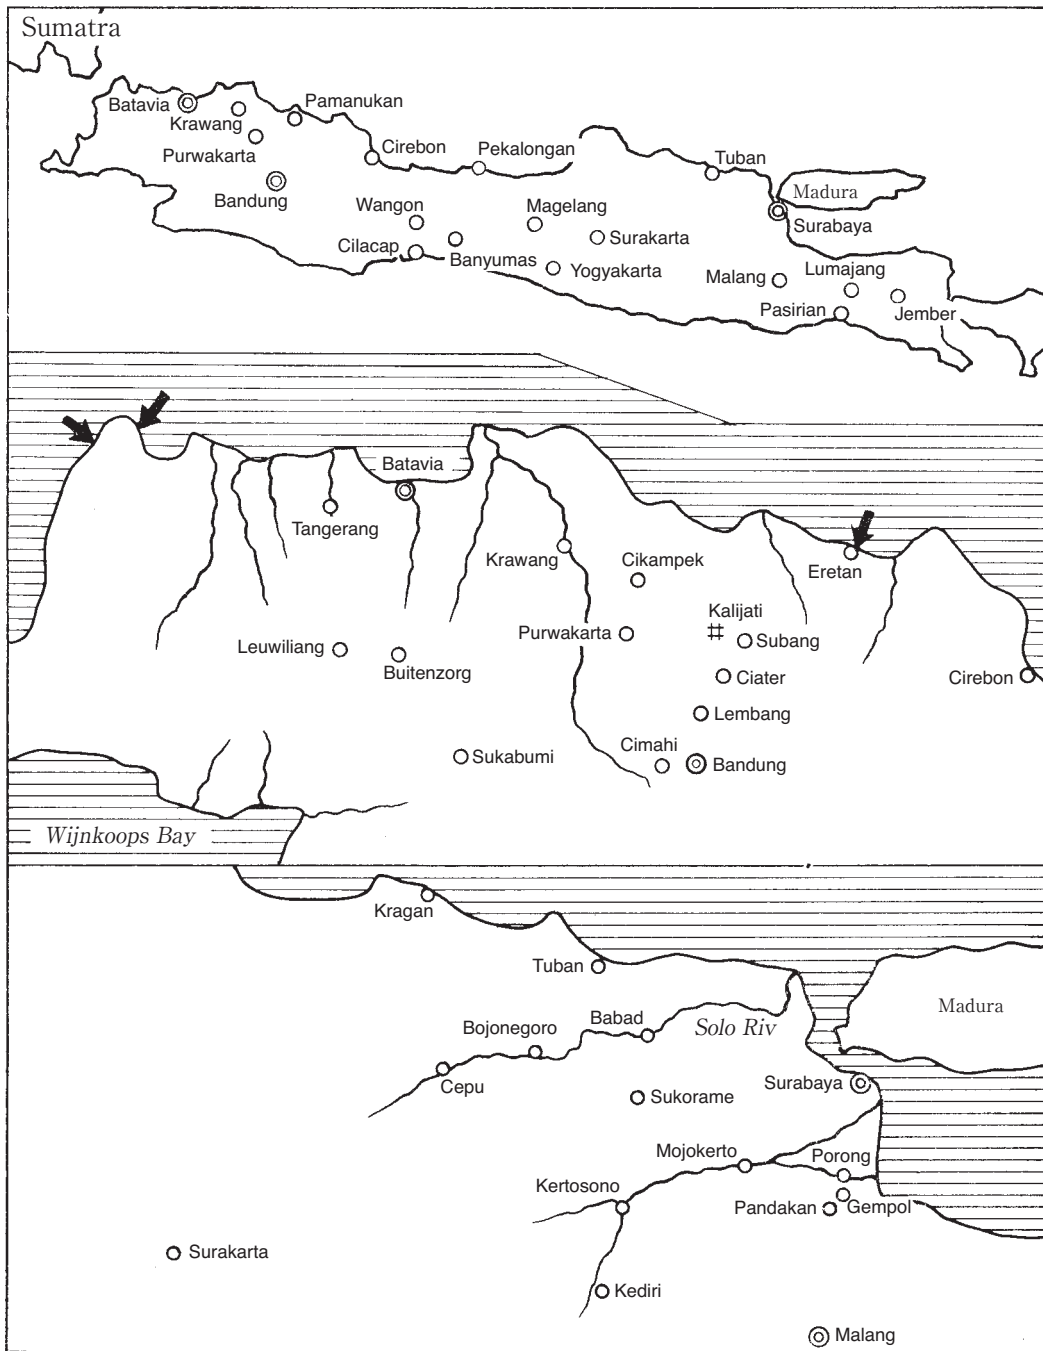 Sumatra
Batavia
Pamanukan
Krawang
Purwakarta
Cirebon
Pekalongan
Tuban
Bandung
Madura
Wangon
Magelang
Surabaya
Surakarta
Cilacap
Banyumas
Yogyakarta
Malang
Lumajang
Pasirian
Jember
Batavia
Tangerang
Krawang
Cikampek
Eretan
Kalijati
Purwakarta
Subang
Leuwiliang
Buitenzorg
Ciater
Cirebon
Lembang
Cimahi
Sukabumi
Bandung
Wijnkoops Bay
Kragan
Tuban
Madura
Babad
Solo Riv
Bojonegoro
Cepu
Surabaya
Sukorame
Mojokerto
Porong
Kertosono
Pandakan
Gempol
Surakarta
Kediri
Malang